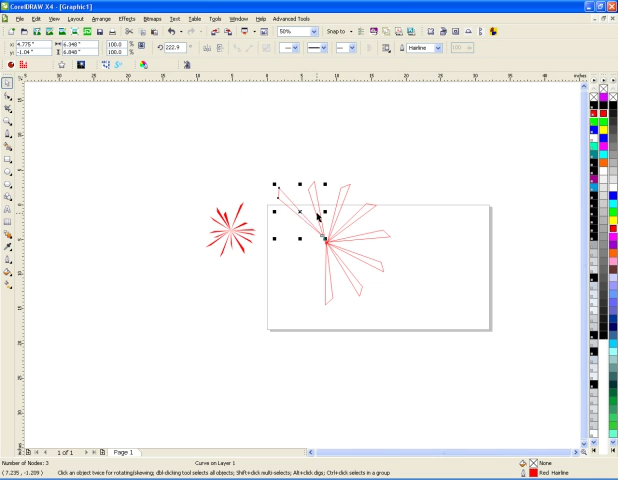 CorelDRAW X4 - [Graphic1]
File Edit View Layout Arrange Effects Bitmaps Text Table Tools Window Help Advanced Tools
50% Snap to
x: 4.775 " 6.348 " 100.0 % 222.9 ° Hairline 100
y: -1.04 " 6.848 " 100.0 %
inches
1 of 1 Page 1
Number of Nodes: 3 Curve on Layer 1 None
( 7.235 , -1.209 ) Click an object twice for rotating/skewing; dbl-clicking tool selects all objects; Shift+click multi-selects; Alt+click digs; Ctrl+click selects in a group Red Hairline